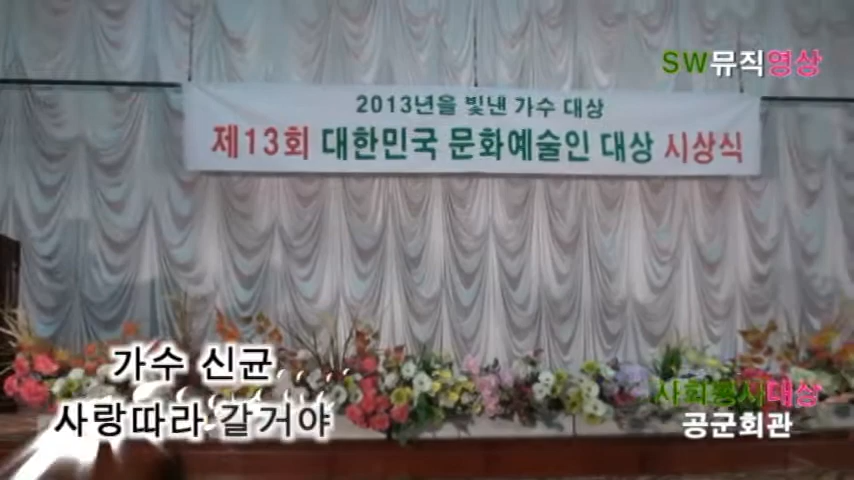 SW뮤직영상
2013년을 빛낸 가수 대상
제13회 대한민국 문화예술인 대상 시상식
가수 신균
사랑따라 갈거야
사회봉사대상
공군회관